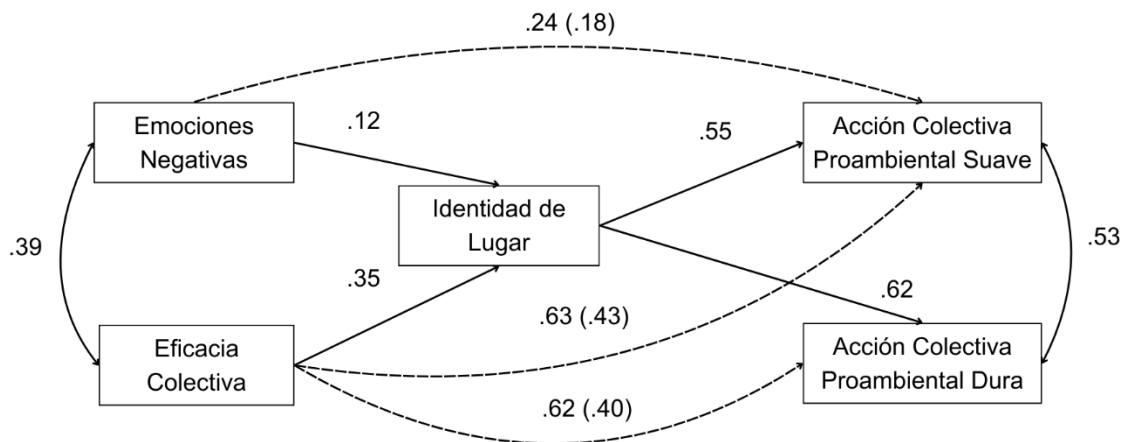 .24 (.18)
Emociones
Negativas
.12
.55
Acción Colectiva
Proambiental Suave
Identidad de
Lugar
.39
.35
.53
.63 (.43)
.62
Eficacia
Colectiva
Acción Colectiva
Proambiental Dura
.62 (.40)